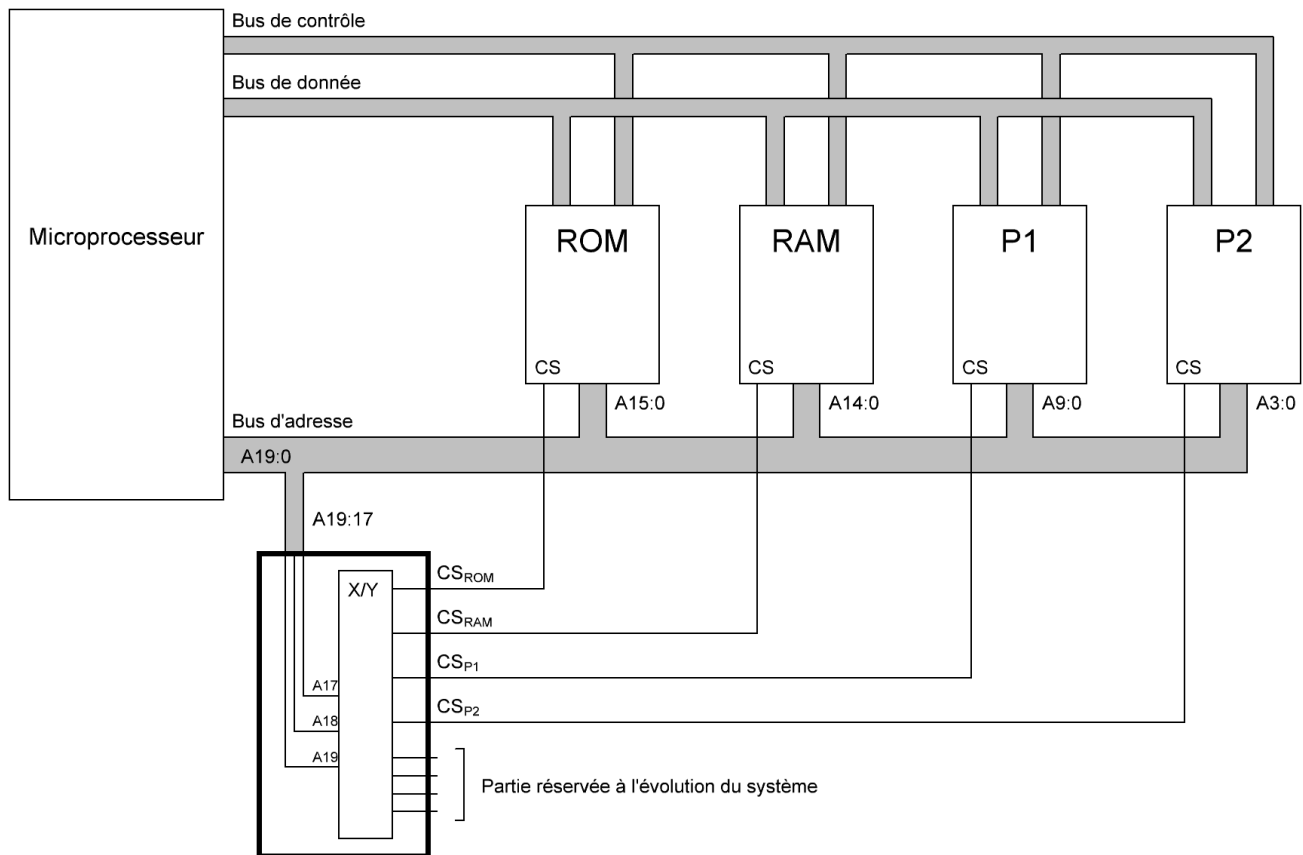 Bus de contrôle
Bus de donnée
Microprocesseur
ROM
RAM
P1
P2
CS
CS
CS
CS
A15:0
A14:0
A9:0
A3:0
Bus d'adresse
A19:0
A19:17
X/Y
CSROM
CSRAM
CSP1
CSP2
A17
A18
A19
Partie réservée à l'évolution du système